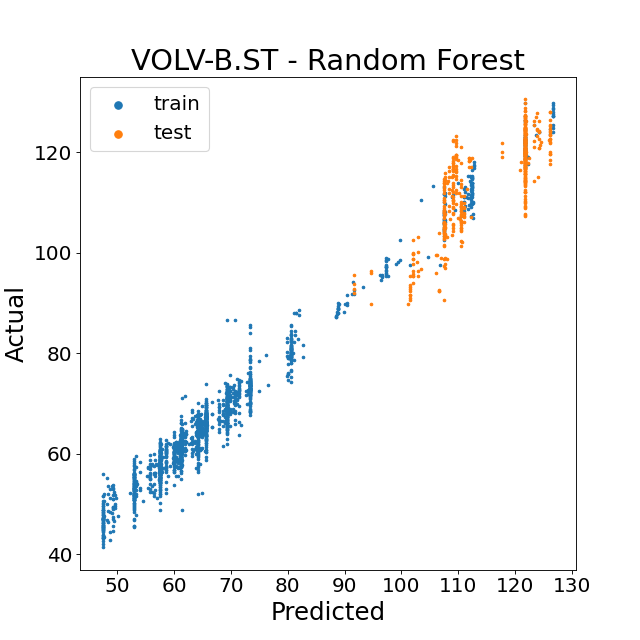 VOLV-B.ST - Random Forest
train
test
120
100
80
60
40
Actual
50 60 70 80 90 100 110 120 130
Predicted